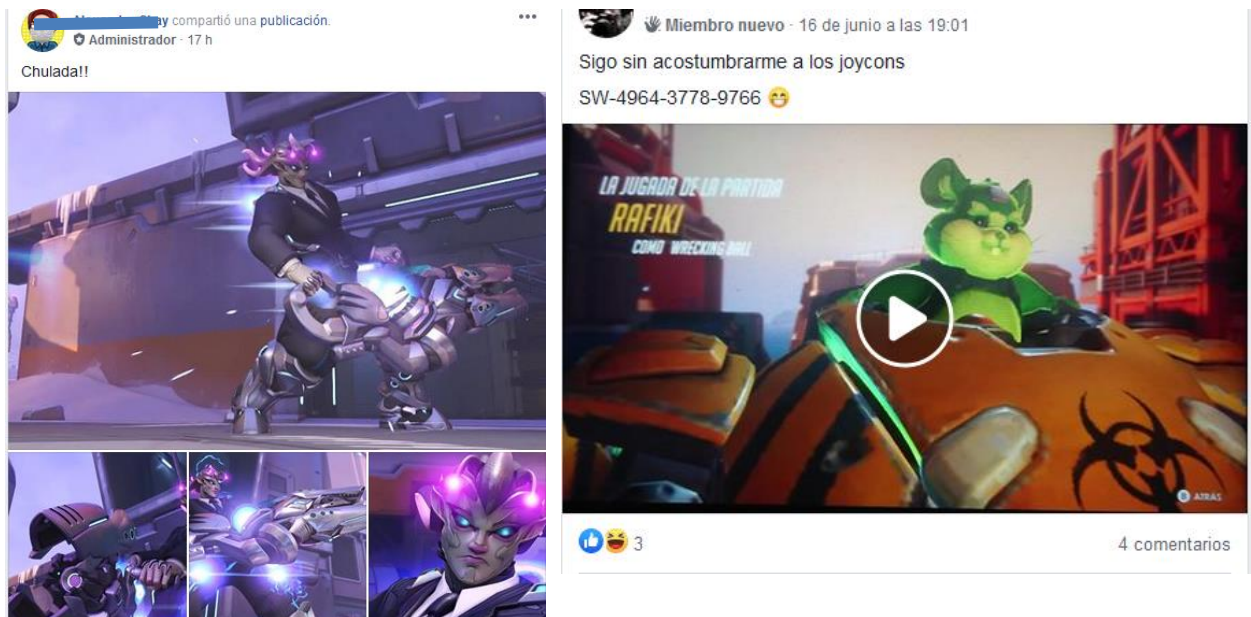 compartió una publicación.
Administrador · 17 h
Chulada!!
Miembro nuevo · 16 de junio a las 19:01
Sigo sin acostumbrarme a los joycons
SW-4964-3778-9766
LA JUGADA DE LA PARTIDA
RAFIKI
COMO WRECKING BALL
ATRÁS
3
4 comentarios